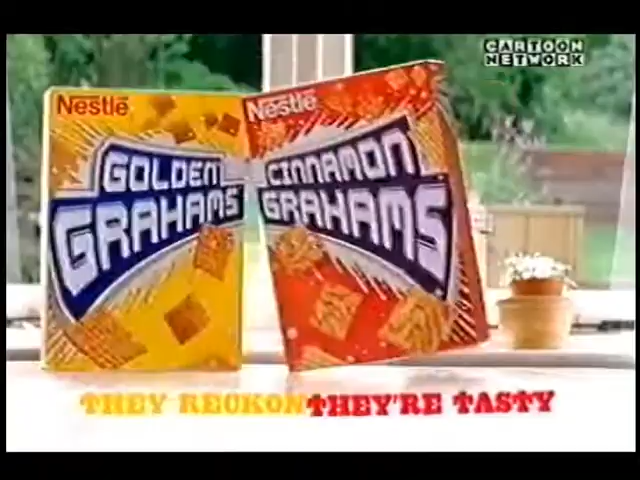 CARTOON
NETWORK
Nestlé
GOLDEN
GRAHAMS
Nestlé
CINNAMON
GRAHAMS
THEY RECKON THEY'RE TASTY